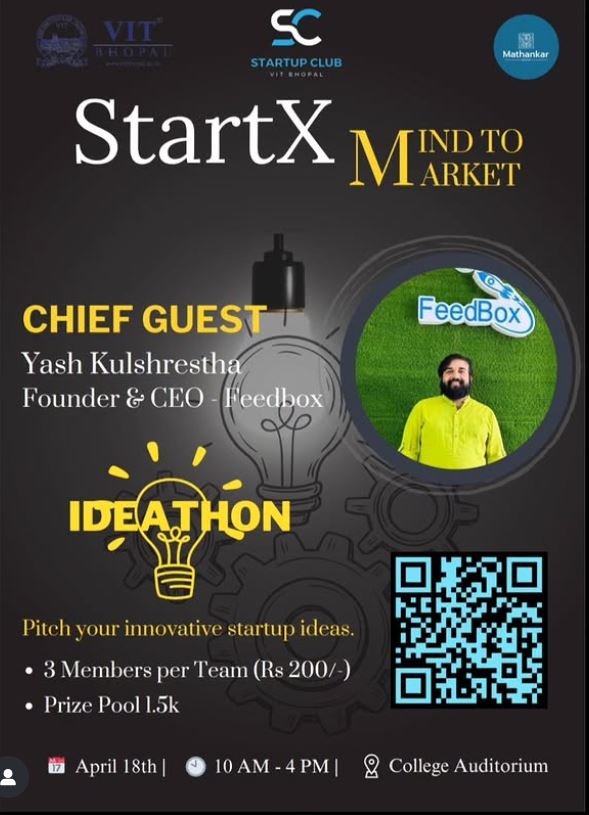 VIT
BHOPAL
SC
STARTUP CLUB
VIT BHOPAL
Mathankar
StartX
MIND TO
MARKET
CHIEF GUEST
Yash Kulshrestha
Founder & CEO - Feedbox
FeedBox
IDEATHON
Pitch your innovative startup ideas.
• 3 Members per Team (Rs 200/-)
• Prize Pool 1.5k
17 April 18th | 10 AM - 4 PM | College Auditorium